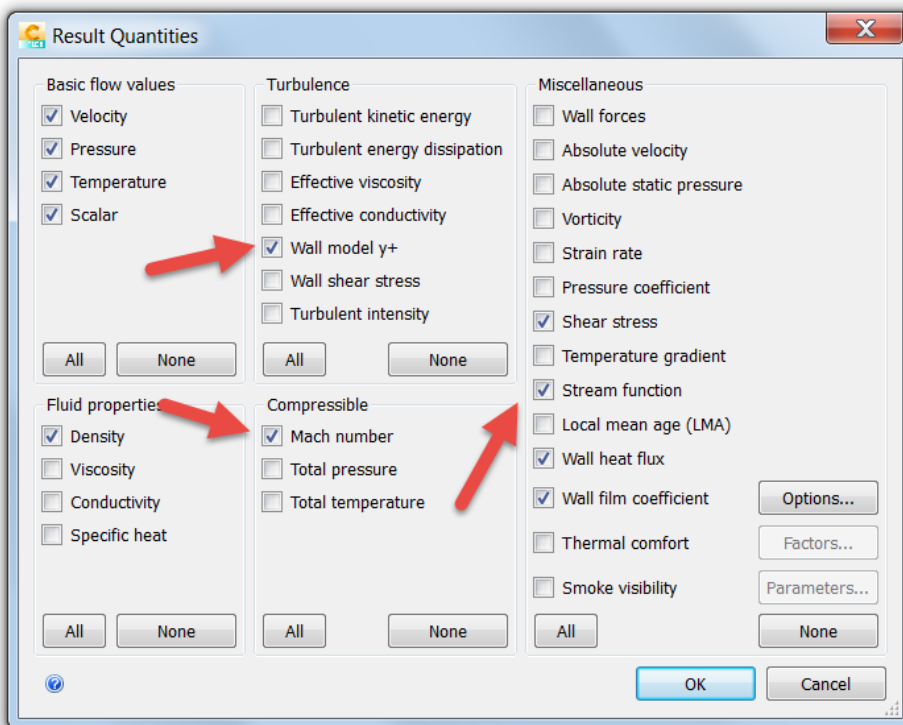 Result Quantities
Basic flow values
Velocity
Pressure
Temperature
Scalar
All
None
Turbulence
Turbulent kinetic energy
Turbulent energy dissipation
Effective viscosity
Effective conductivity
Wall model y+
Wall shear stress
Turbulent intensity
All
None
Fluid properties
Density
Viscosity
Conductivity
Specific heat
All
None
Compressible
Mach number
Total pressure
Total temperature
All
None
Miscellaneous
Wall forces
Absolute velocity
Absolute static pressure
Vorticity
Strain rate
Pressure coefficient
Shear stress
Temperature gradient
Stream function
Local mean age (LMA)
Wall heat flux
Wall film coefficient
Options...
Thermal comfort
Factors...
Smoke visibility
Parameters...
All
None
OK
Cancel